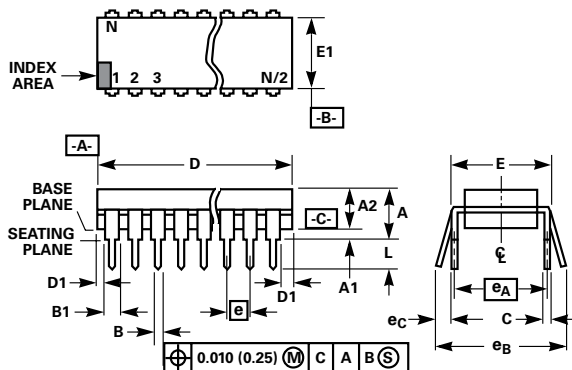 N
E1
INDEX
AREA
1 2 3 N/2
-B-
-A-
D
E
BASE
PLANE
-C-
A2
A
SEATING
PLANE
L
C
L
D1
A1
D1
B1
e
eA
B
eC
C
eB
0.010 (0.25) M C A B S